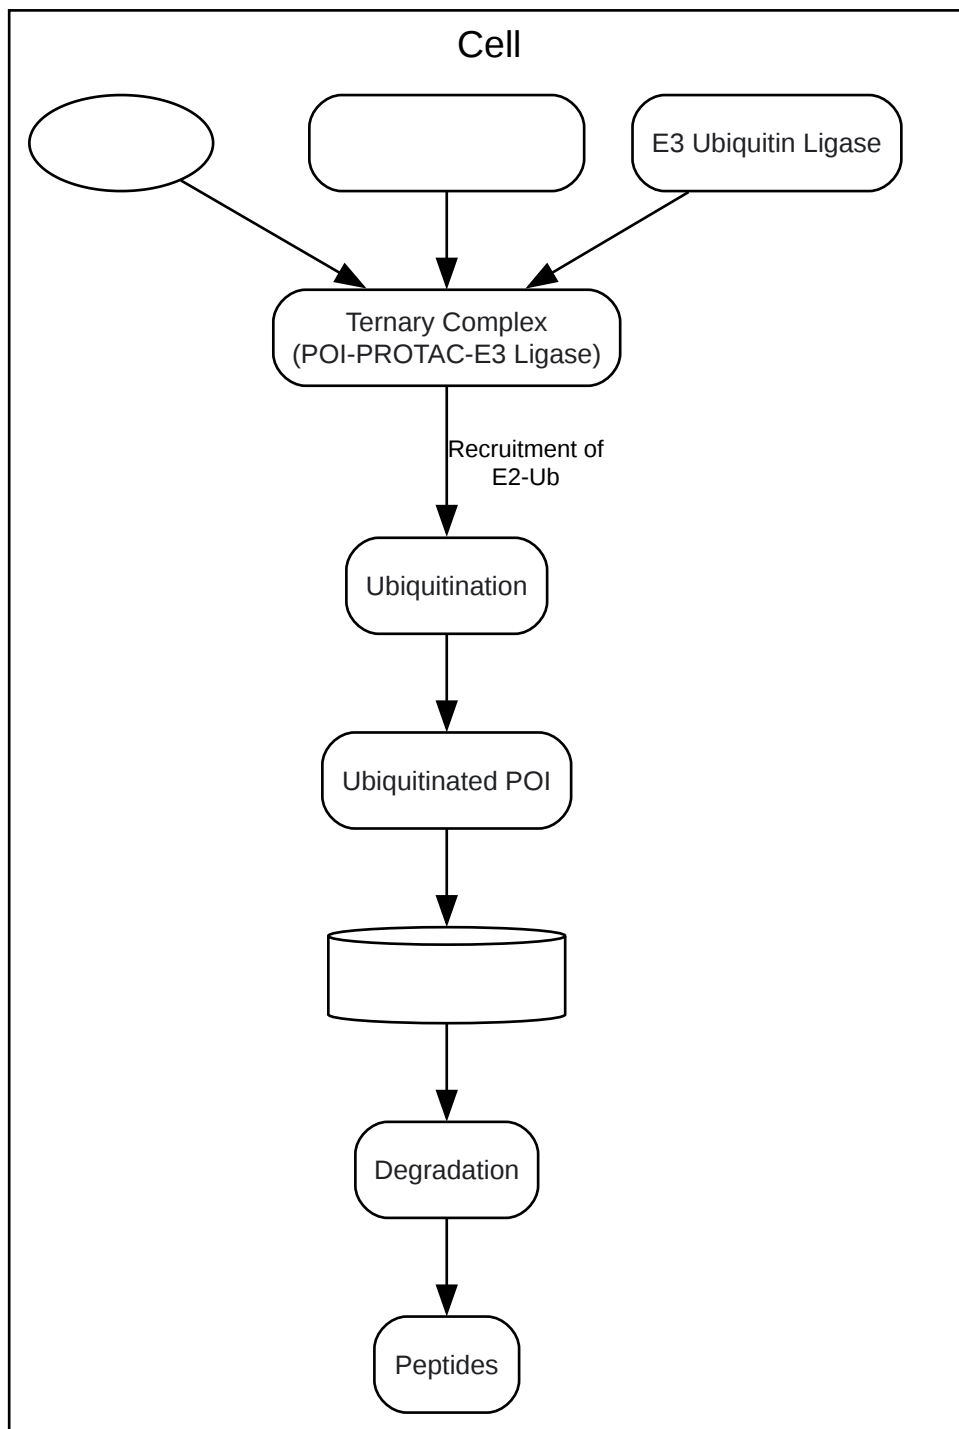 Cell
E3 Ubiquitin Ligase
Ternary Complex
(POI-PROTAC-E3 Ligase)
Recruitment of
E2-Ub
Ubiquitination
Ubiquitinated POI
Degradation
Peptides